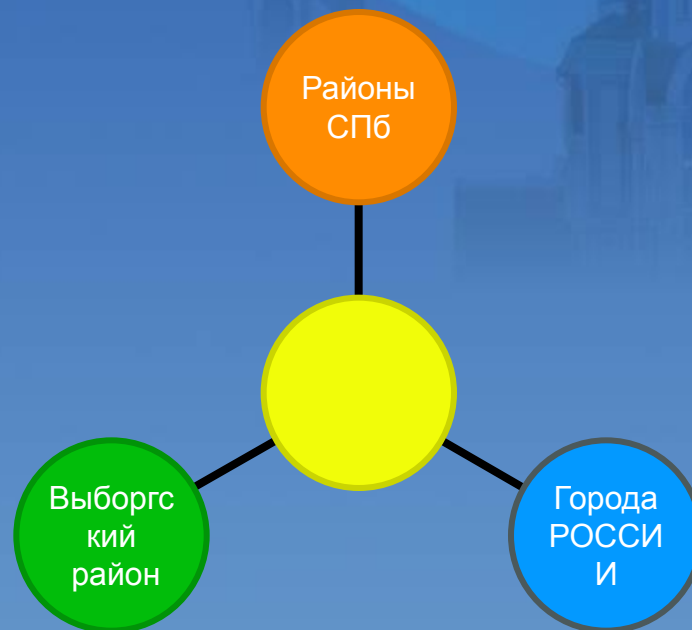 Районы
СПб
Выборгс
кий
район
Города
РОССИ
И